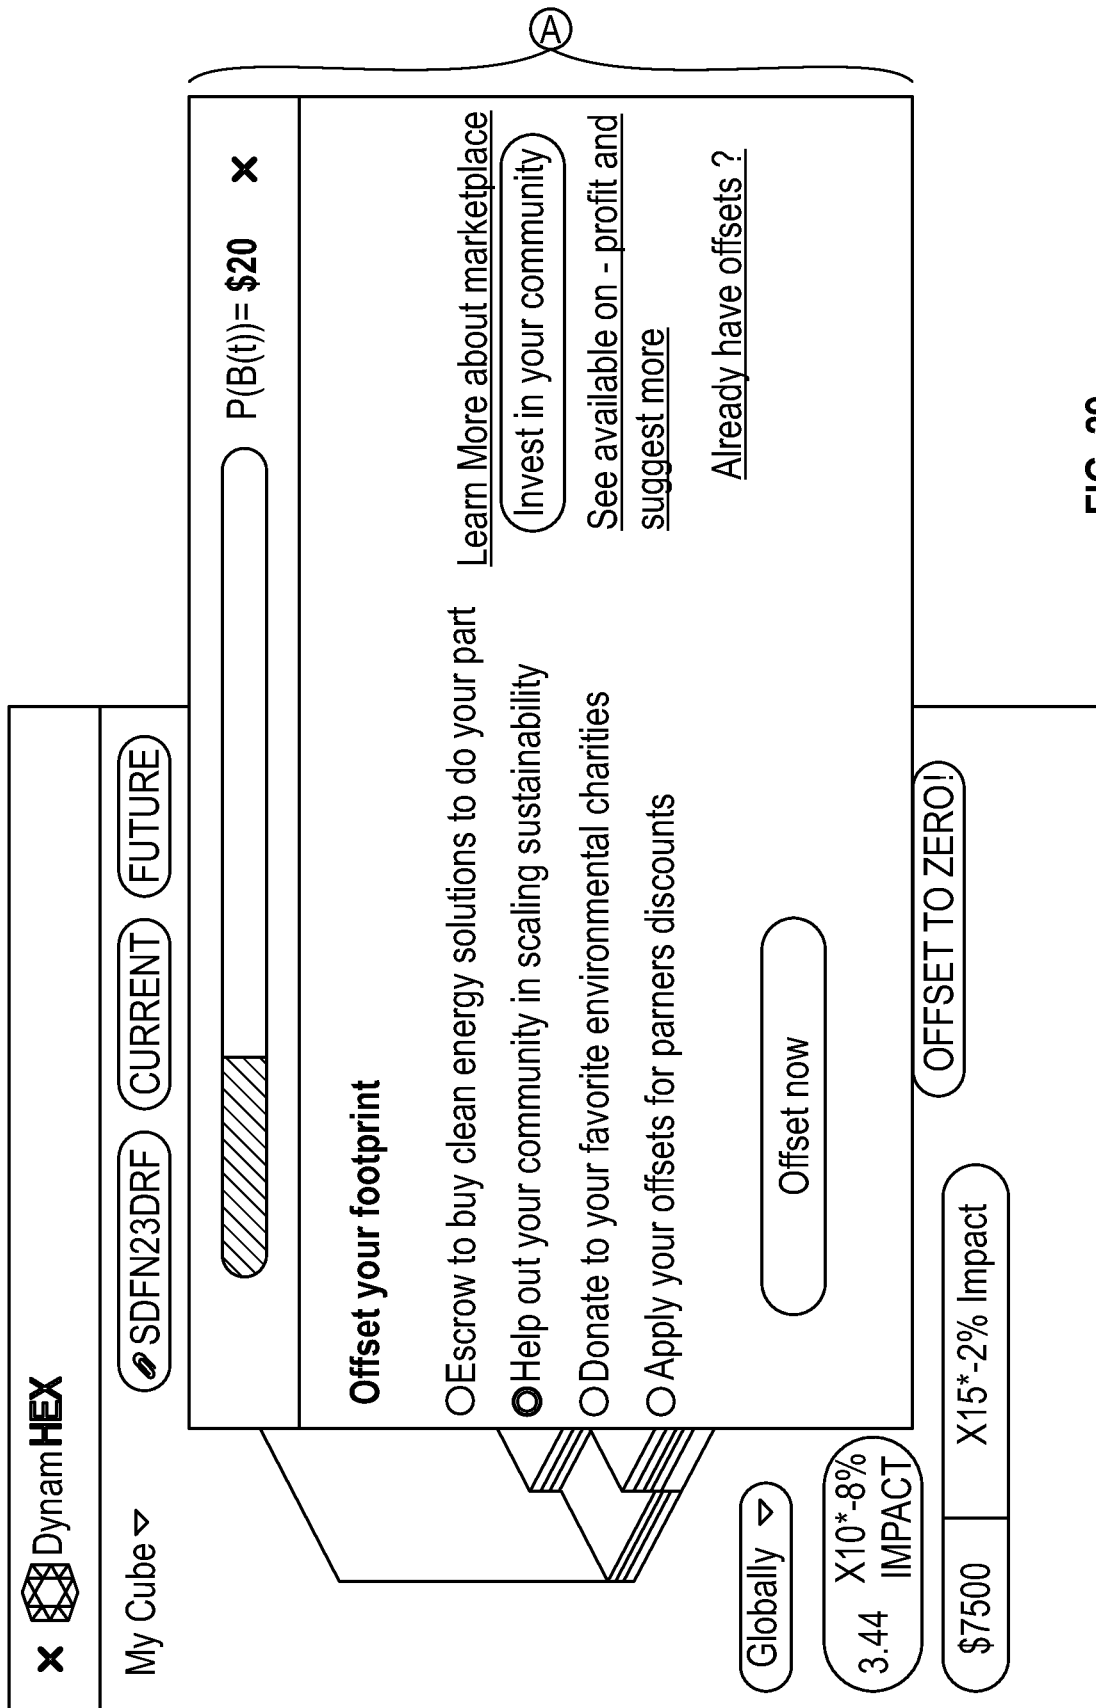 × DynamHEX
My Cube ▽ SDFN23DRF CURRENT FUTURE
P(B(t))= $20 ×
A
Offset your footprint
Escrow to buy clean energy solutions to do your part
Help out your community in scaling sustainability
Donate to your favorite environmental charities
Apply your offsets for parners discounts
Learn More about marketplace
Invest in your community
See available on - profit and
suggest more
Already have offsets ?
Offset now
Globally ▽
3.44 X10*-8%
IMPACT
OFFSET TO ZERO!
$7500 X15*-2% Impact
FIG.